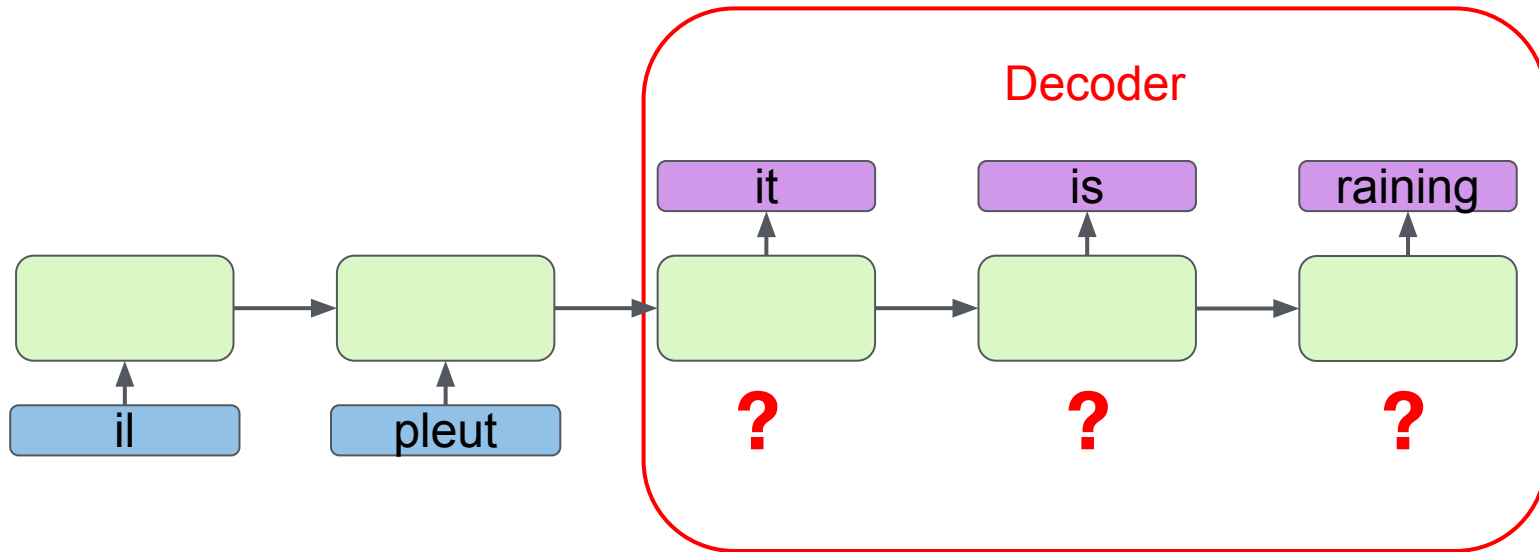 Decoder
it is raining
il pleut ? ? ?